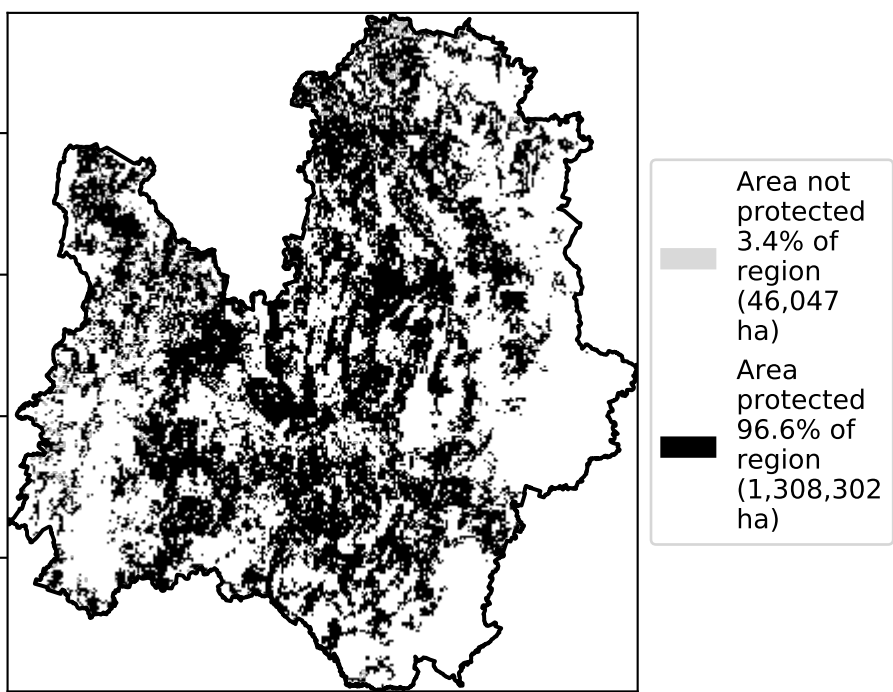 Area not
protected
3.4% of
region
(46,047
ha)
Area
protected
96.6% of
region
(1,308,302
ha)